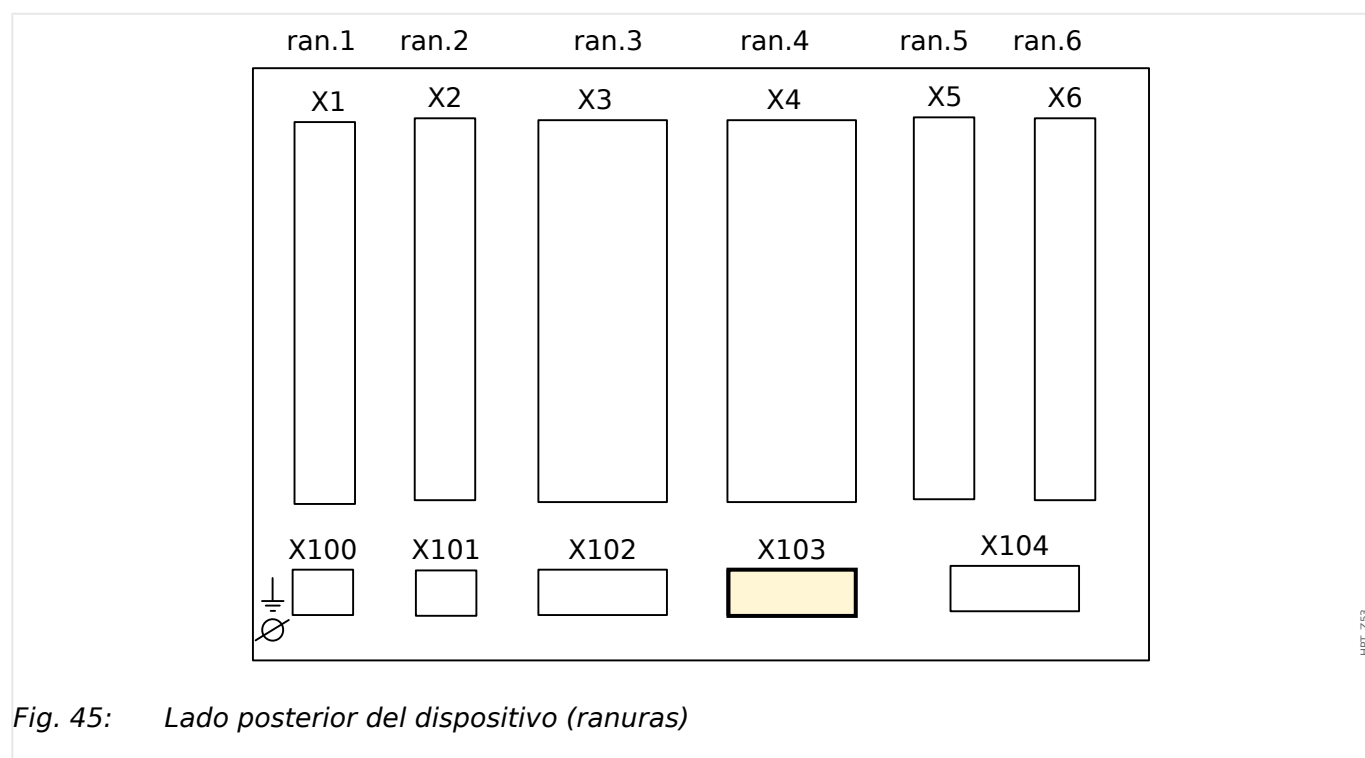 ran.1 ran.2 ran.3 ran.4 ran.5 ran.6
X1 X2 X3 X4 X5 X6
X100 X101 X102 X103 X104
Fig. 45: Lado posterior del dispositivo (ranuras)